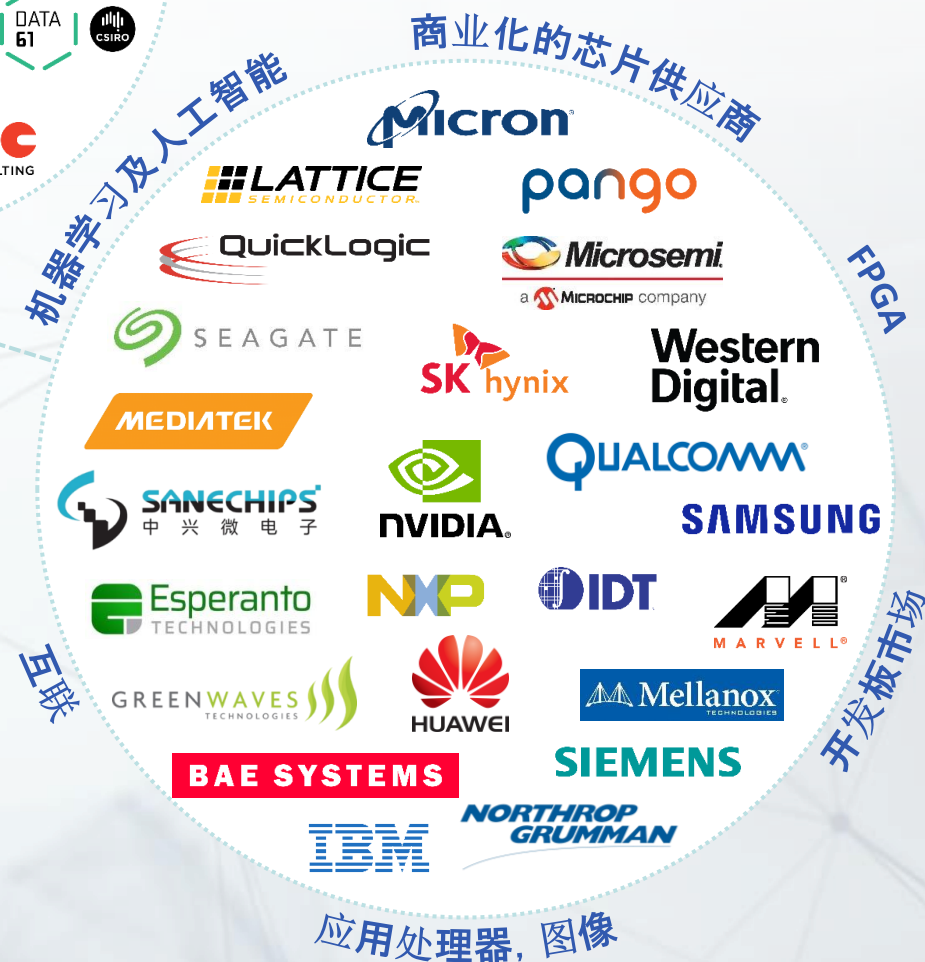 DATA
61
CSIRO
LTING
商业化的芯片供应商
机器学习及人工智能
Micron
LATTICE
SEMICONDUCTOR
pango
QuickLogic
Microsemi
a MICROCHIP company
FPGA
SEAGATE
SK hynix
Western
Digital
MEDIATEK
NVIDIA
QUALCOMM
SANECHIPS
中兴微电子
SAMSUNG
Esperanto
TECHNOLOGIES
NXP
IDT
MARVELL
互联
开发板市场
GREENWAVES
TECHNOLOGIES
HUAWEI
Mellanox
TECHNOLOGIES
BAE SYSTEMS
SIEMENS
IBM
NORTHROP
GRUMMAN
应用处理器, 图像